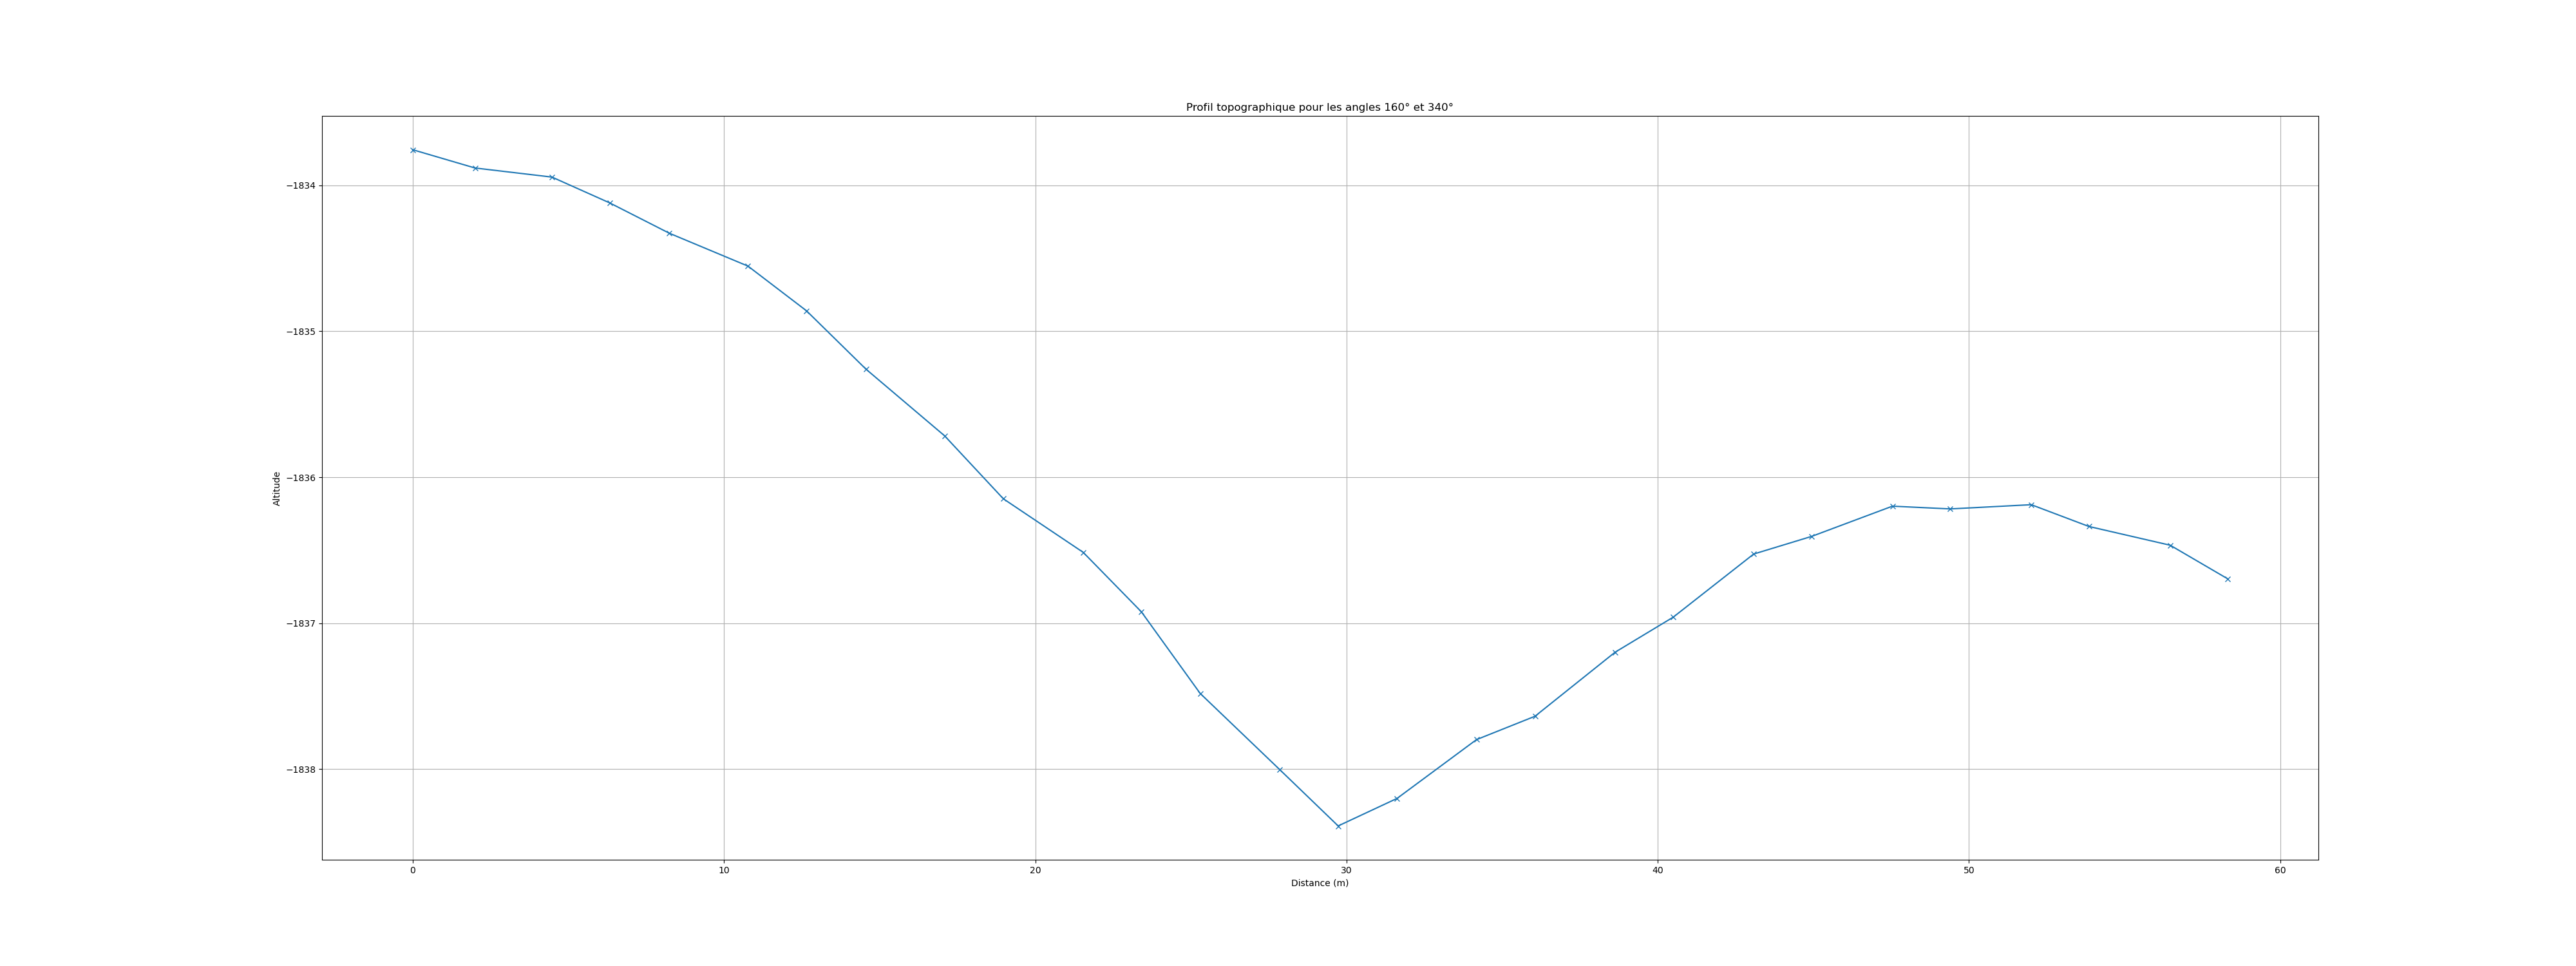 Profil topographique pour les angles 160° et 340°
−1834
−1835
−1836
−1837
−1838
Altitude
0 10 20 30 40 50 60
Distance (m)